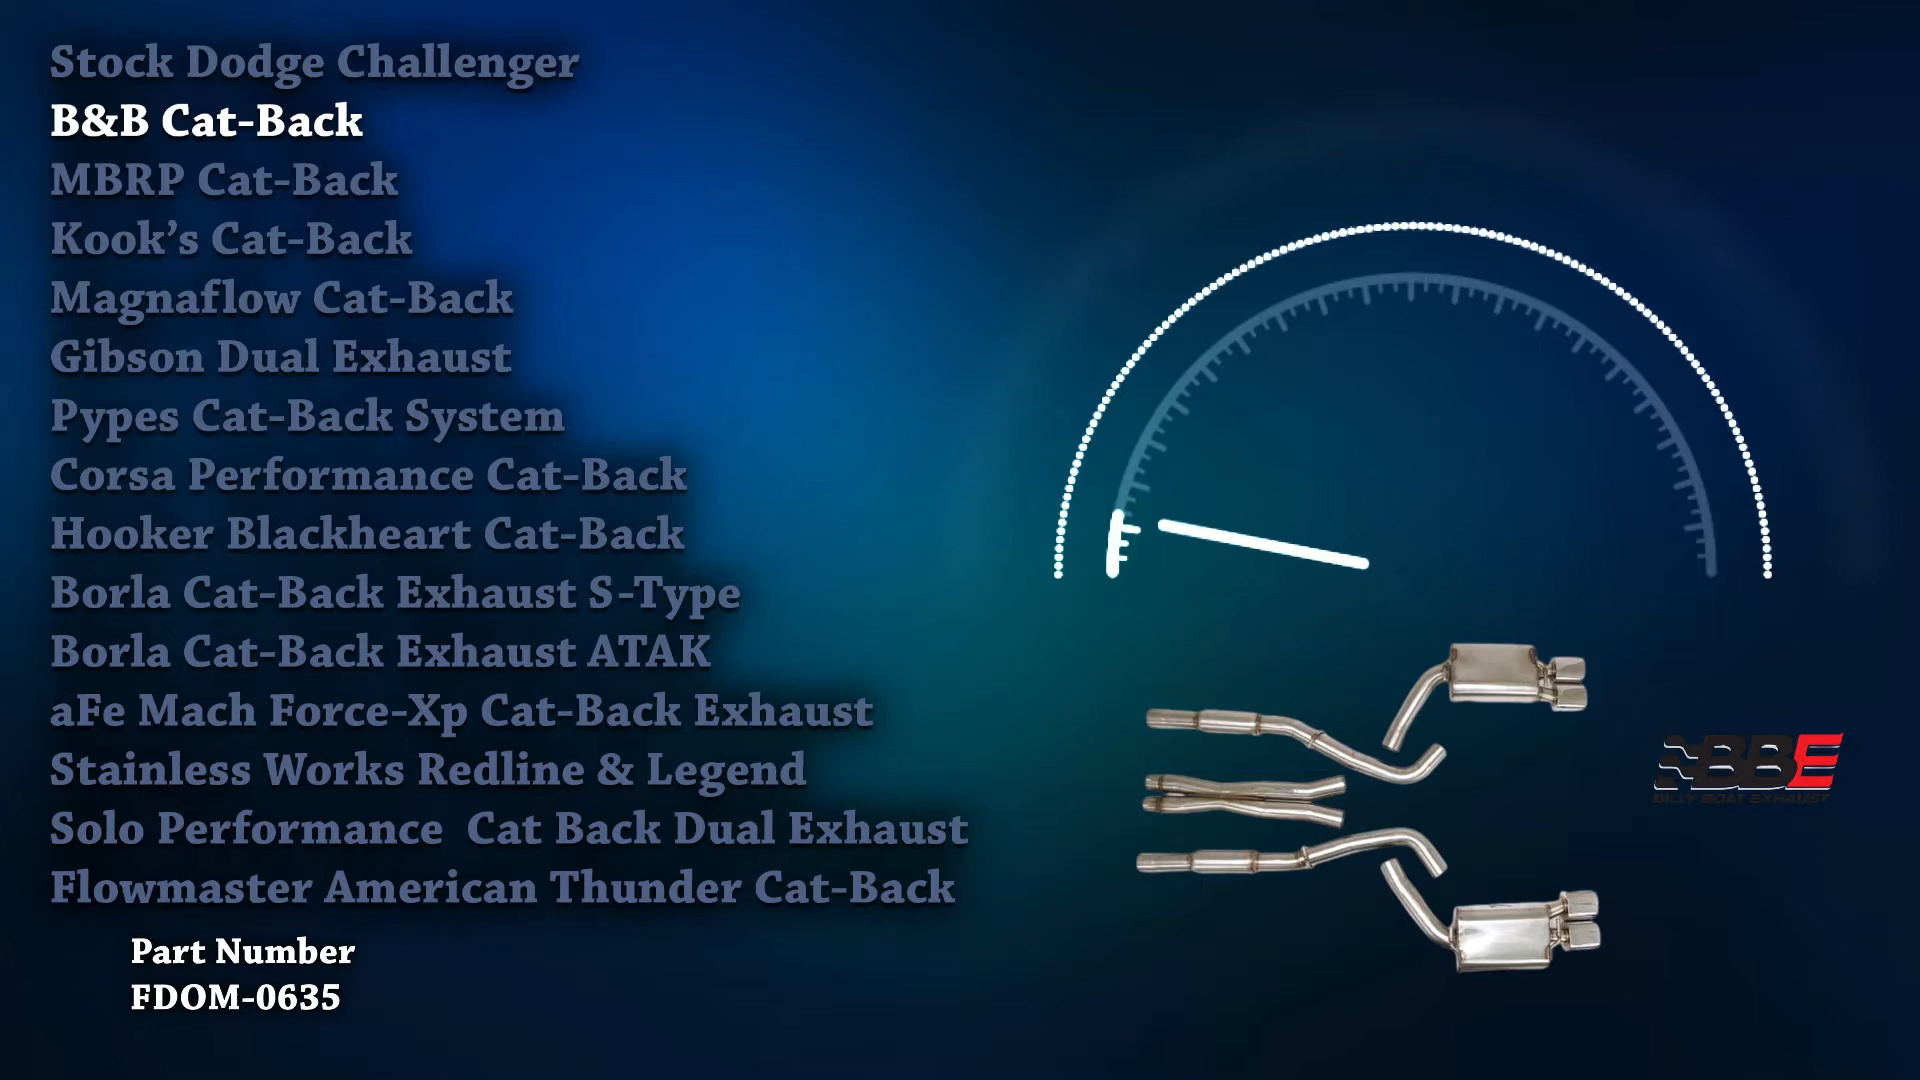 Stock Dodge Challenger
B&B Cat-Back
MBRP Cat-Back
Kook’s Cat-Back
Magnaflow Cat-Back
Gibson Dual Exhaust
Pypes Cat-Back System
Corsa Performance Cat-Back
Hooker Blackheart Cat-Back
Borla Cat-Back Exhaust S-Type
Borla Cat-Back Exhaust ATAK
aFe Mach Force-Xp Cat-Back Exhaust
Stainless Works Redline & Legend
Solo Performance  Cat Back Dual Exhaust
Flowmaster American Thunder Cat-Back
Part Number
FDOM-0635
BBE
BILLY BOAT EXHAUST